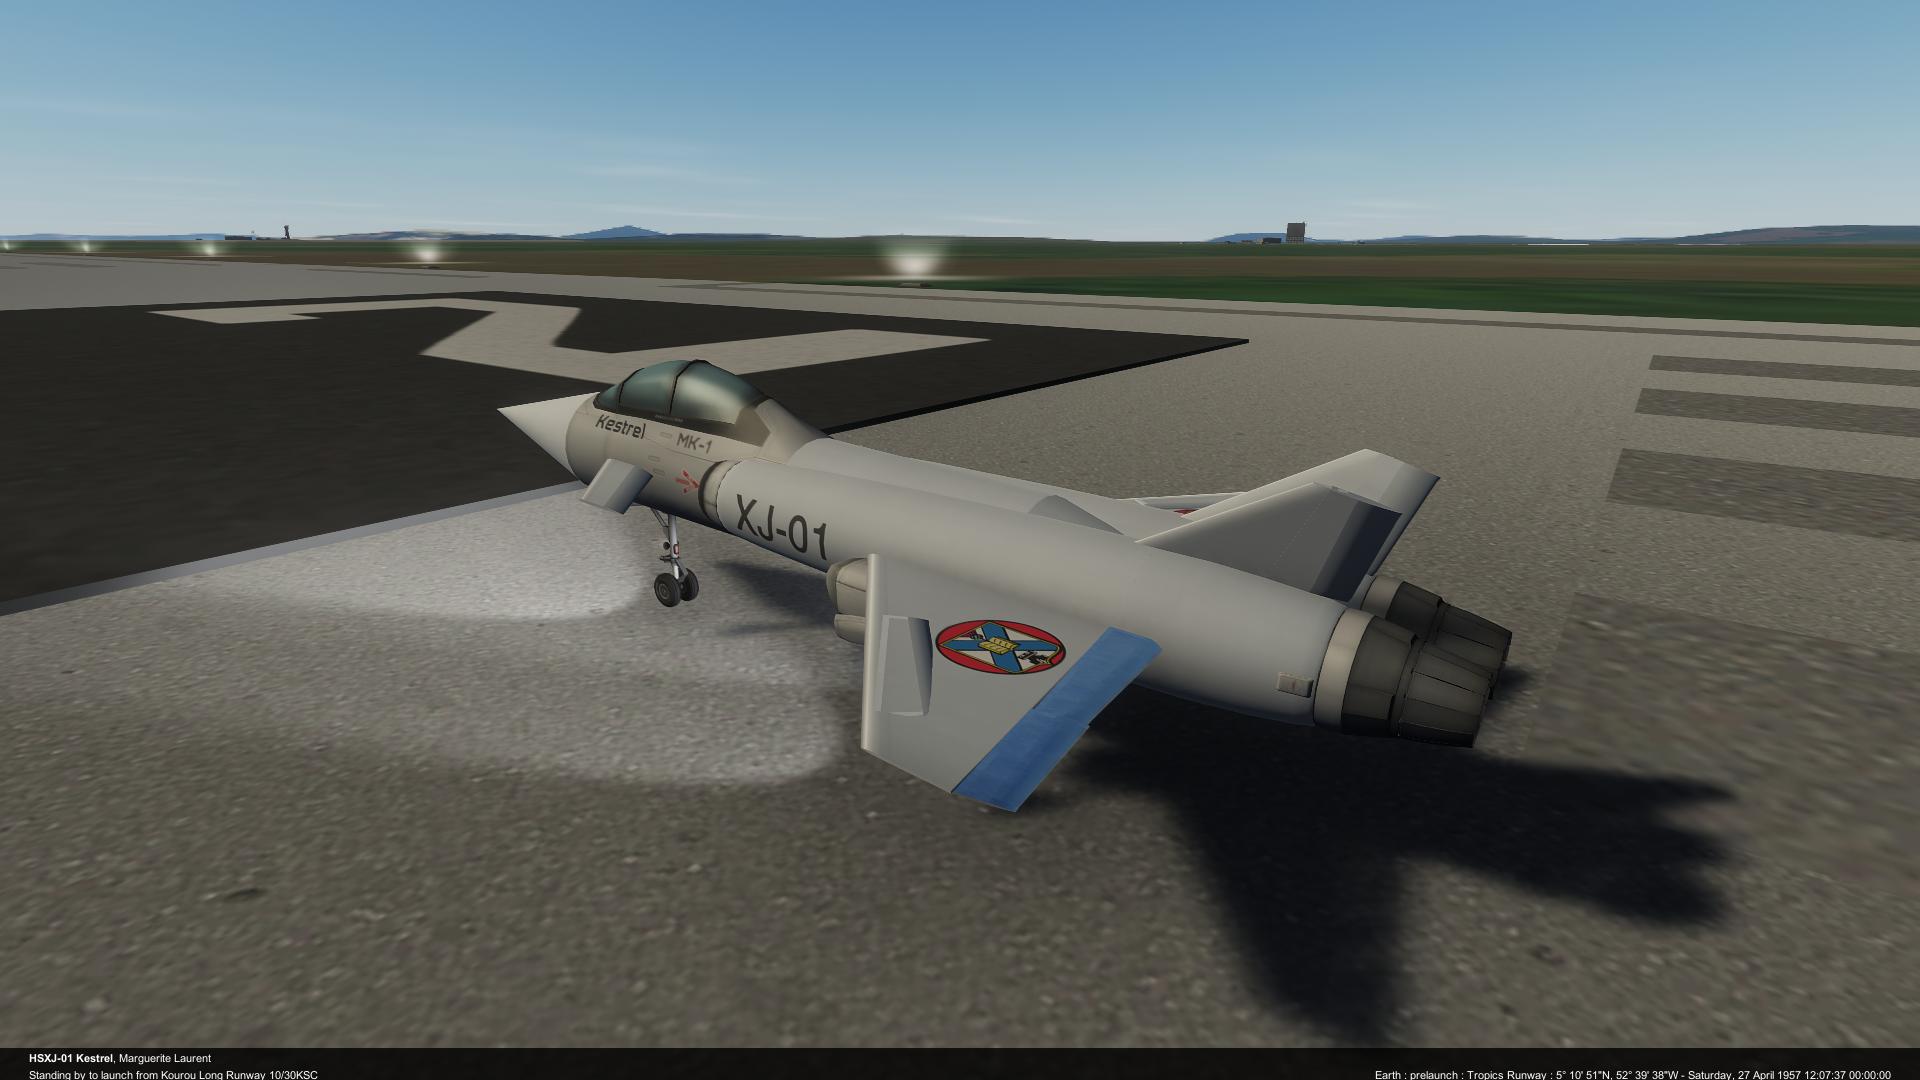 Kestrel
MK-1
XJ-01
HSXJ-01 Kestrel, Marguerite Laurent
Standing by to launch from Kourou Long Runway 10/30KSC
Earth : prelaunch : Tropics Runway : 5° 10' 51"N, 52° 39' 38"W - Saturday, 27 April 1957 12:07:37 00:00:00